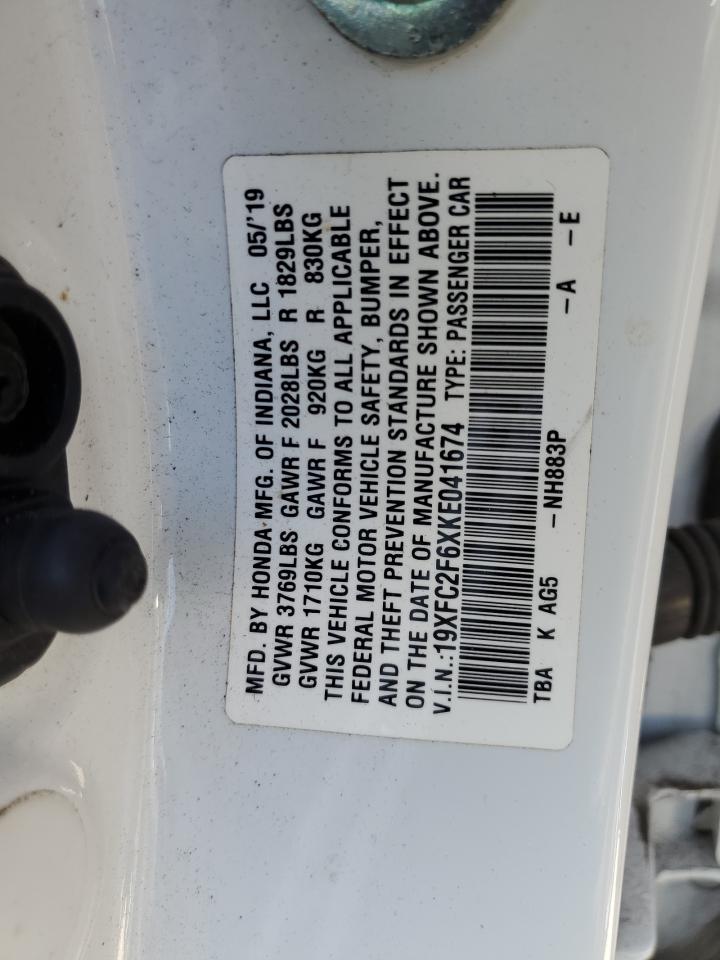 MFD. BY HONDA MFG. OF INDIANA, LLC 05/'19
GVWR 3769LBS GAWR F 2028LBS R 1829LBS
GVWR 1710KG GAWR F 920KG R 830KG
THIS VEHICLE CONFORMS TO ALL APPLICABLE
FEDERAL MOTOR VEHICLE SAFETY, BUMPER,
AND THEFT PREVENTION STANDARDS IN EFFECT
ON THE DATE OF MANUFACTURE SHOWN ABOVE.
V.I.N.:19XFC2F6XKE041674 TYPE: PASSENGER CAR
TBA K AG5 -NH883P -A -E